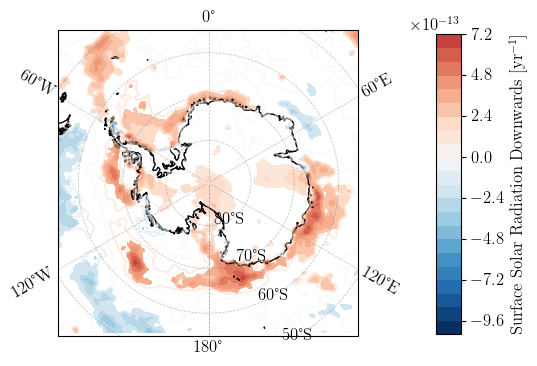 0°
×10⁻¹³
7.2
60°W
60°E
4.8
2.4
0.0
−2.4
80°S
−4.8
70°S
−7.2
120°W
120°E
60°S
−9.6
50°S
180°
Surface Solar Radiation Downwards [yr⁻¹]